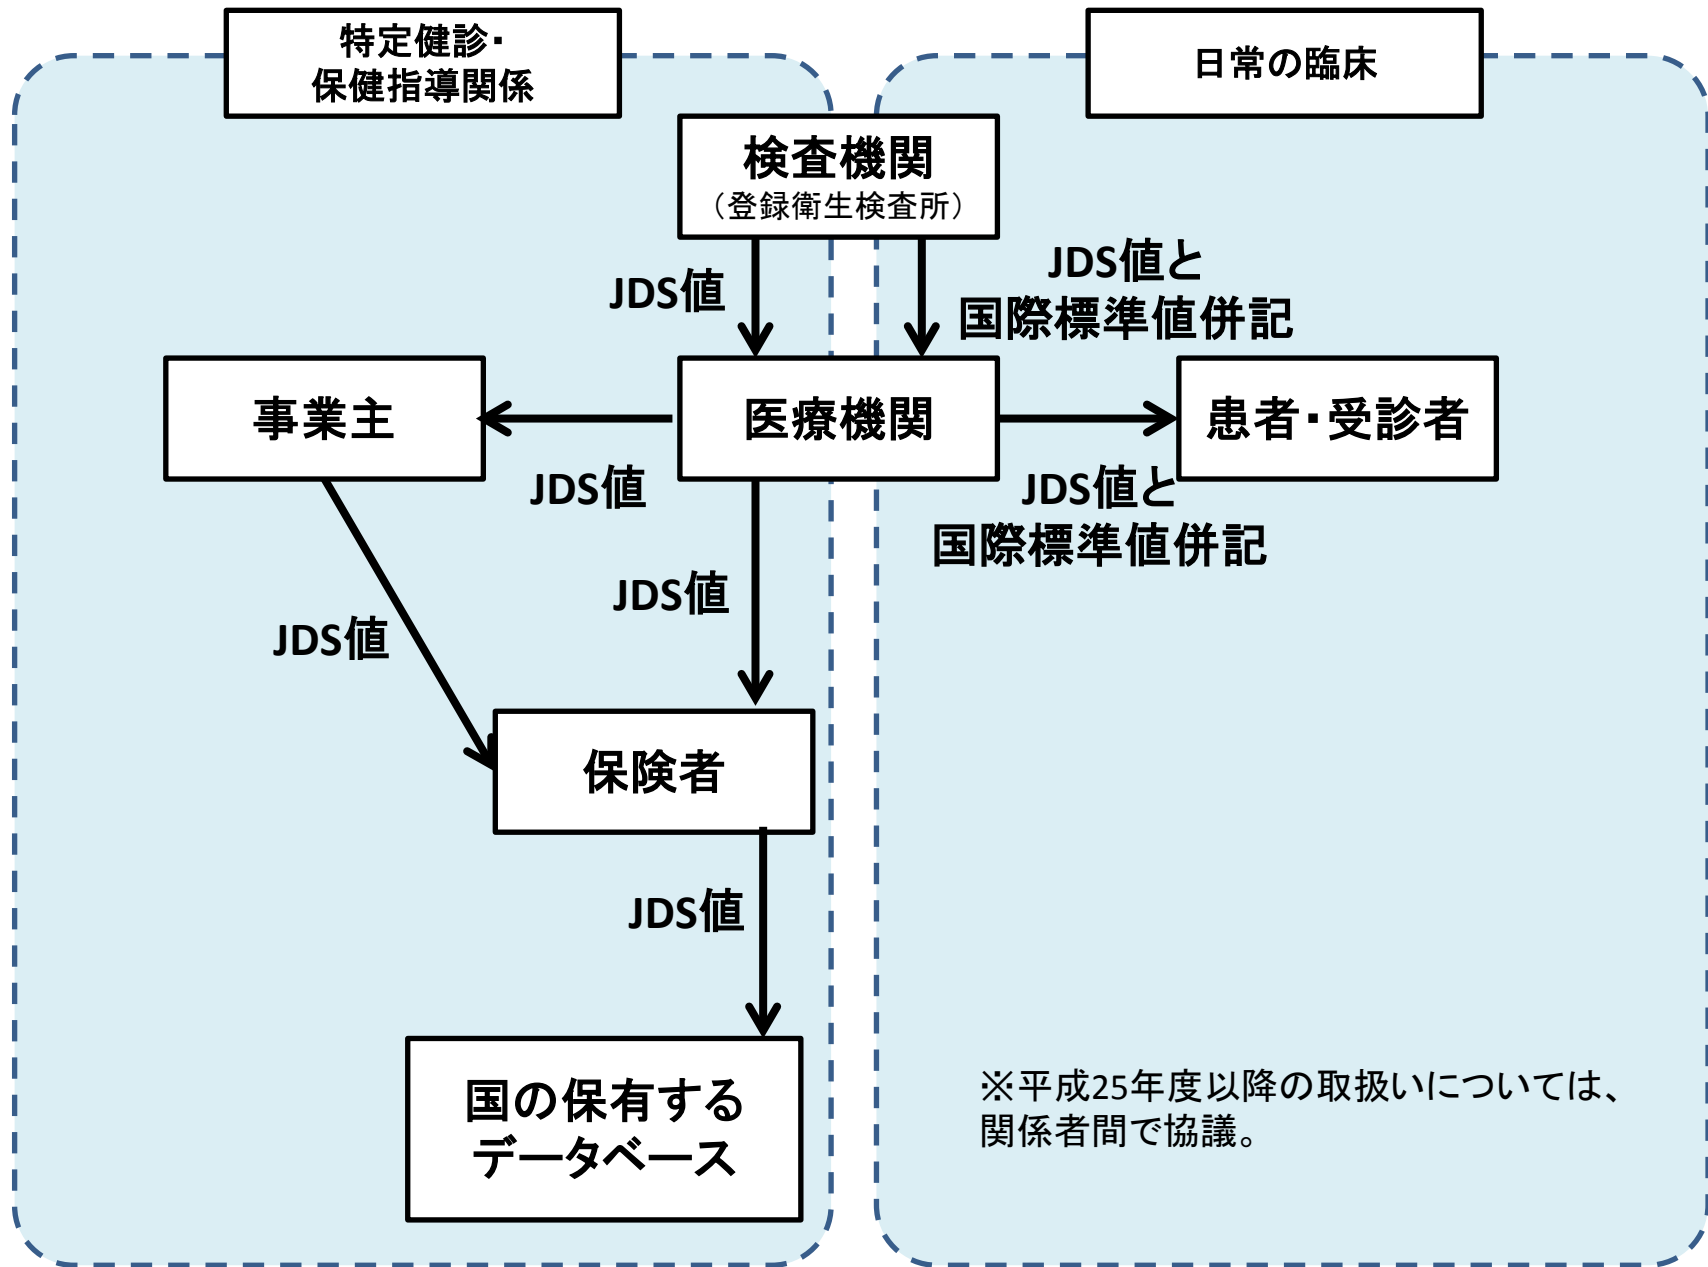 特定健診・
保健指導関係
日常の臨床
検査機関
（登録衛生検査所）
JDS値
JDS値と
国際標準値併記
事業主
医療機関
患者・受診者
JDS値
JDS値と
国際標準値併記
JDS値
JDS値
保険者
JDS値
国の保有する
データベース
※平成25年度以降の取扱いについては、
関係者間で協議。